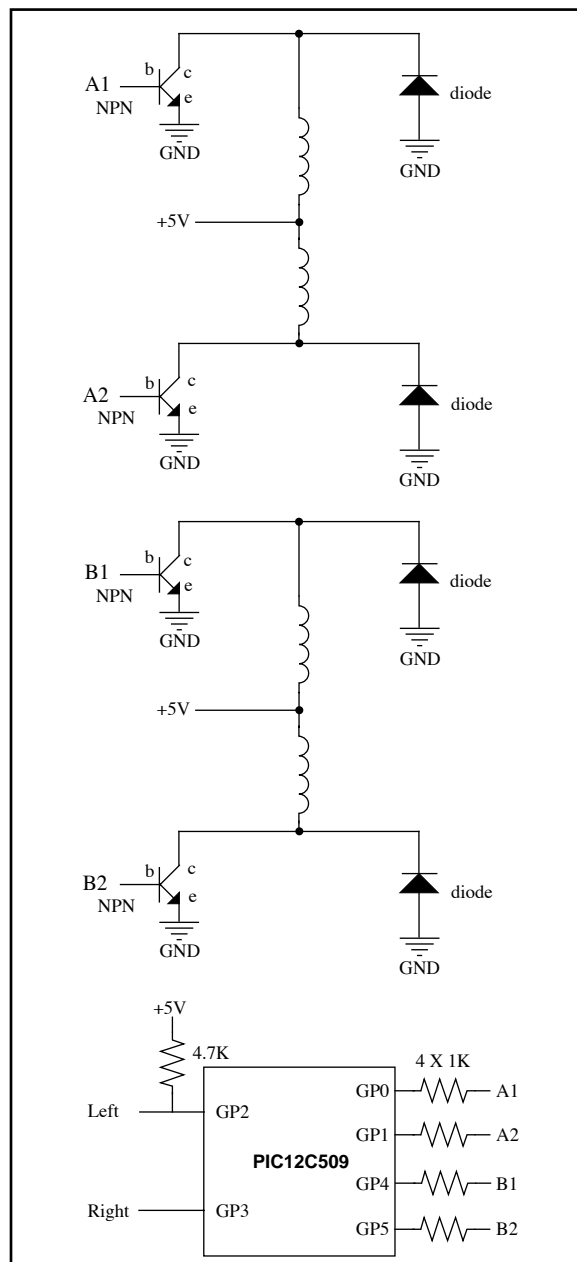 A1
b
c
e
NPN
GND
diode
GND
+5V
A2
b
c
e
NPN
GND
diode
GND
B1
b
c
e
NPN
GND
diode
GND
+5V
B2
b
c
e
NPN
GND
diode
GND
+5V
4.7K
4 X 1K
Left
GP2
GP0
A1
GP1
A2
PIC12C509
Right
GP3
GP4
B1
GP5
B2